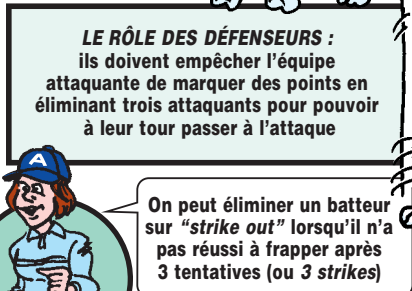 LE RÔLE DES DÉFENSEURS :
ils doivent empêcher l'équipe
attaquante de marquer des points en
éliminant trois attaquants pour pouvoir
à leur tour passer à l'attaque
A
On peut éliminer un batteur
sur "strike out" lorsqu'il n'a
pas réussi à frapper après
3 tentatives (ou 3 strikes)